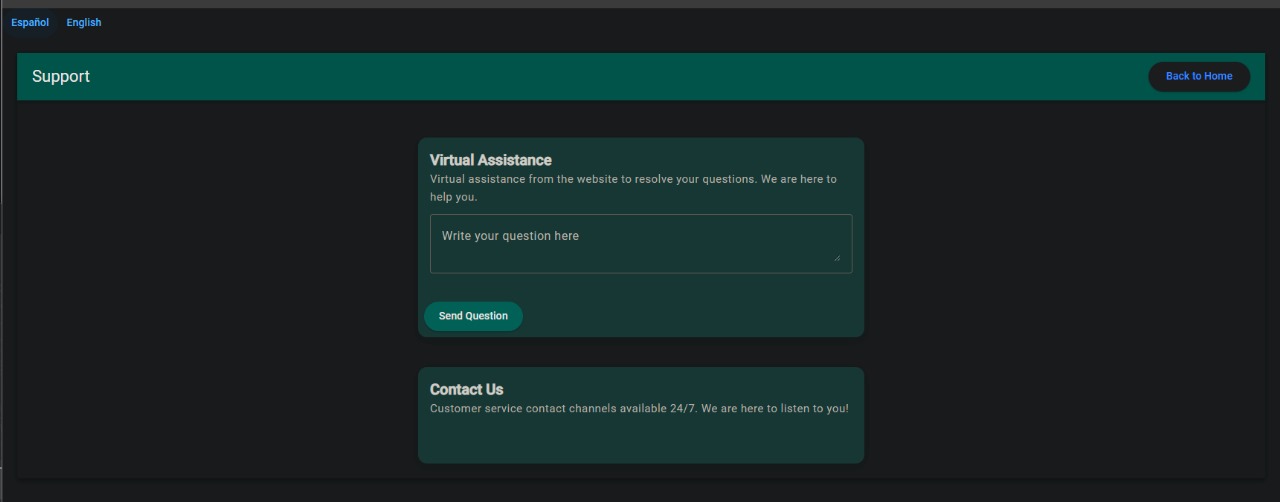 Español English
Support
Back to Home
Virtual Assistance
Virtual assistance from the website to resolve your questions. We are here to
help you.
Write your question here
Send Question
Contact Us
Customer service contact channels available 24/7. We are here to listen to you!